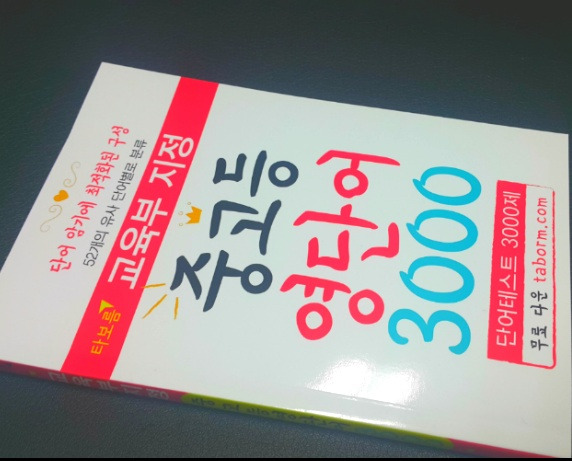 단어 암기에 최적화된 구성
52개의 유사 단어별로 분류
타보름 교육부 지정
중고등
영단어
3000
단어테스트 3000제
무료 다운 taborm.com